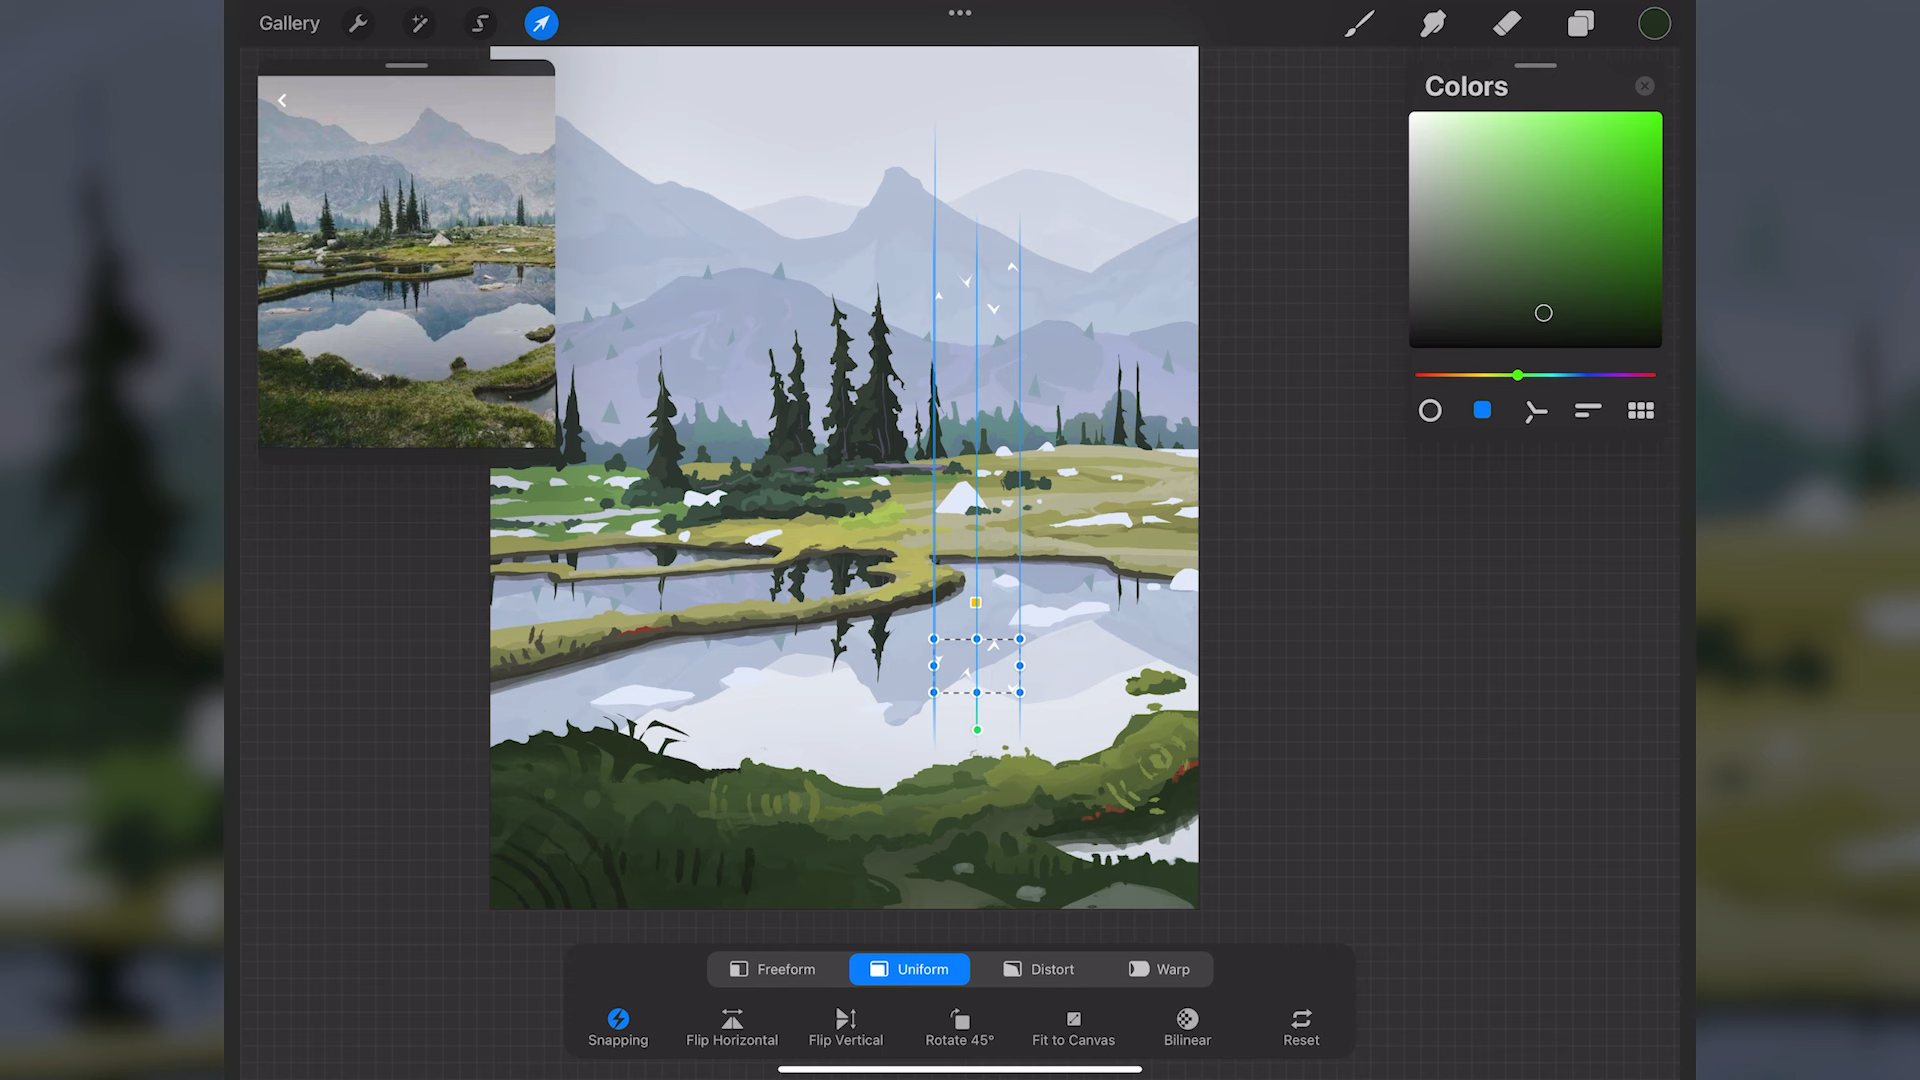 Gallery
Colors
Freeform
Uniform
Distort
Warp
Snapping
Flip Horizontal
Flip Vertical
Rotate 45°
Fit to Canvas
Bilinear
Reset